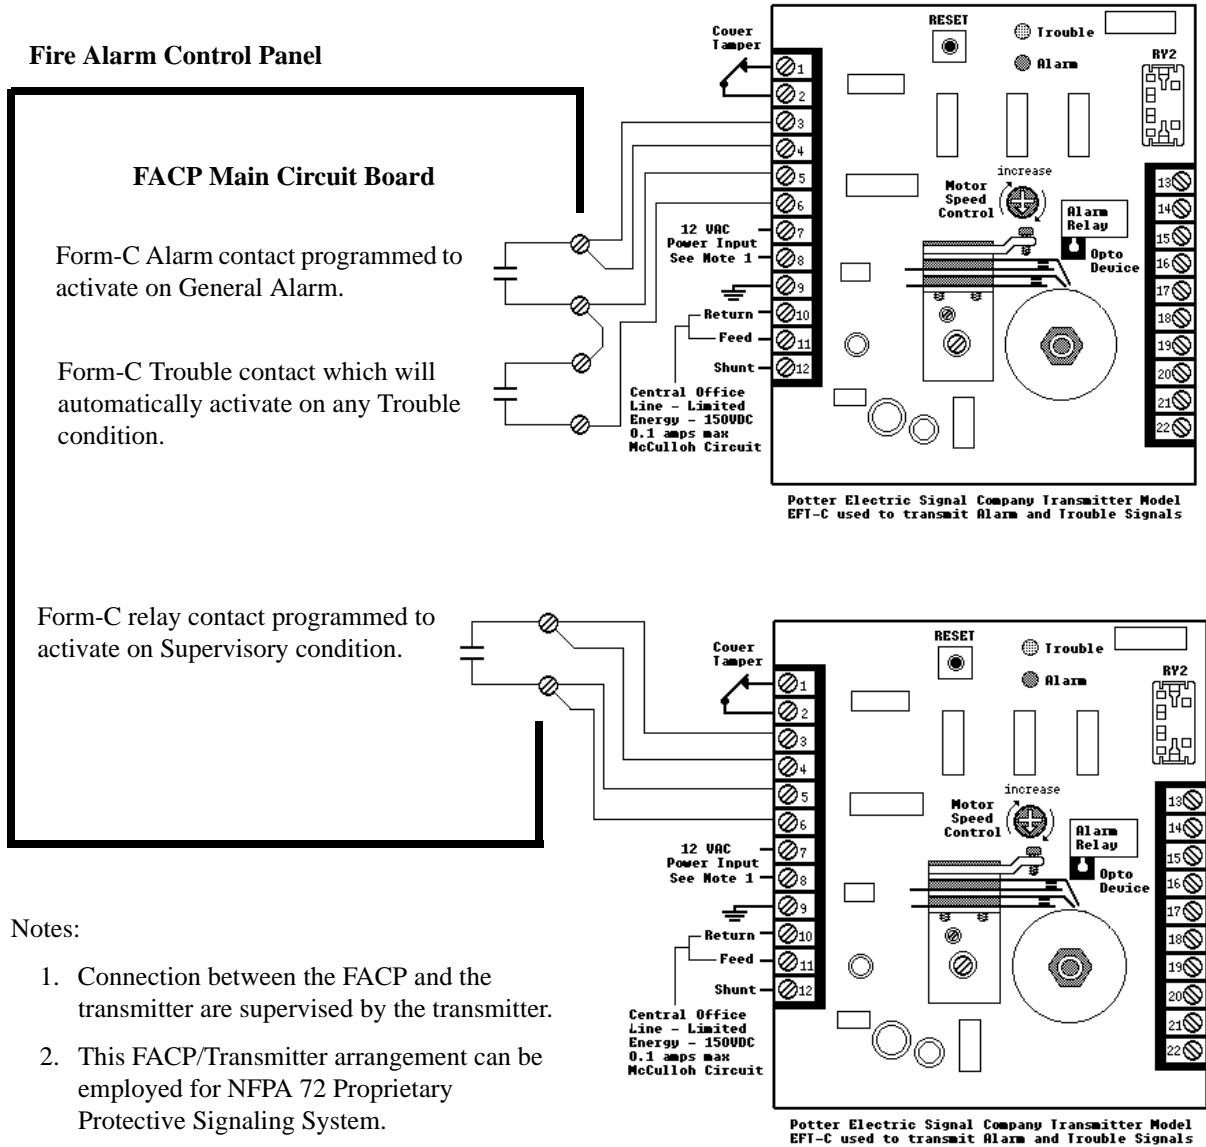 Fire Alarm Control Panel
FACP Main Circuit Board
Form-C Alarm contact programmed to
activate on General Alarm.
Form-C Trouble contact which will
automatically activate on any Trouble
condition.
Cover
Tamper
1
2
3
4
5
6
12 VAC
Power Input
See Note 1
7
8
9
Return
10
Feed
11
Shunt
12
Central Office
Line - Limited
Energy - 150VDC
0.1 amps max
McCulloh Circuit
RESET
Trouble
Alarm
RY2
increase
Motor
Speed
Control
Alarm
Relay
Opto
Device
13
14
15
16
17
18
19
20
21
22
Potter Electric Signal Company Transmitter Model
EFT-C used to transmit Alarm and Trouble Signals
Form-C relay contact programmed to
activate on Supervisory condition.
Cover
Tamper
1
2
3
4
5
6
12 VAC
Power Input
See Note 1
7
8
9
Return
10
Feed
11
Shunt
12
Central Office
Line - Limited
Energy - 150VDC
0.1 amps max
McCulloh Circuit
RESET
Trouble
Alarm
RY2
increase
Motor
Speed
Control
Alarm
Relay
Opto
Device
13
14
15
16
17
18
19
20
21
22
Potter Electric Signal Company Transmitter Model
EFT-C used to transmit Alarm and Trouble Signals
Notes:
1. Connection between the FACP and the
transmitter are supervised by the transmitter.
2. This FACP/Transmitter arrangement can be
employed for NFPA 72 Proprietary
Protective Signaling System.